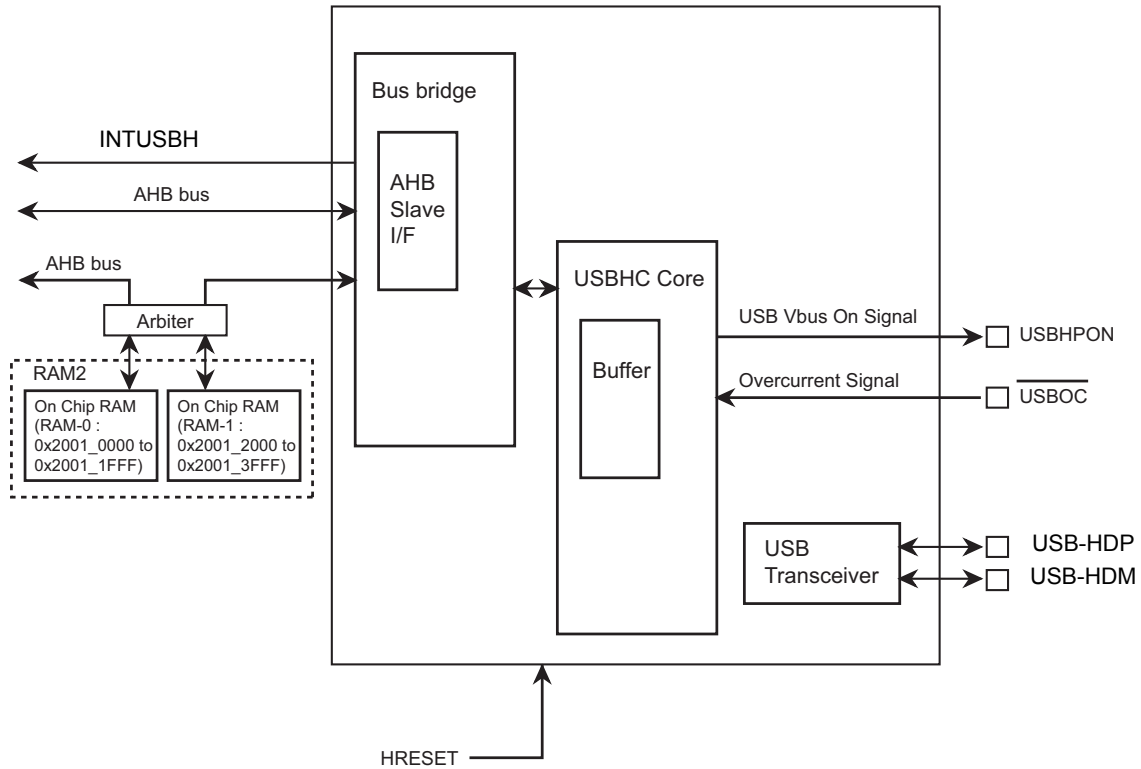 Bus bridge
INTUSBH
AHB
Slave
I/F
AHB bus
AHB bus
Arbiter
RAM2
On Chip RAM
(RAM-0 :
0x2001_0000 to
0x2001_1FFF)
On Chip RAM
(RAM-1 :
0x2001_2000 to
0x2001_3FFF)
USBHC Core
Buffer
USB Vbus On Signal
USBHPON
Overcurrent Signal
USBOC
USB
Transceiver
USB-HDP
USB-HDM
HRESET